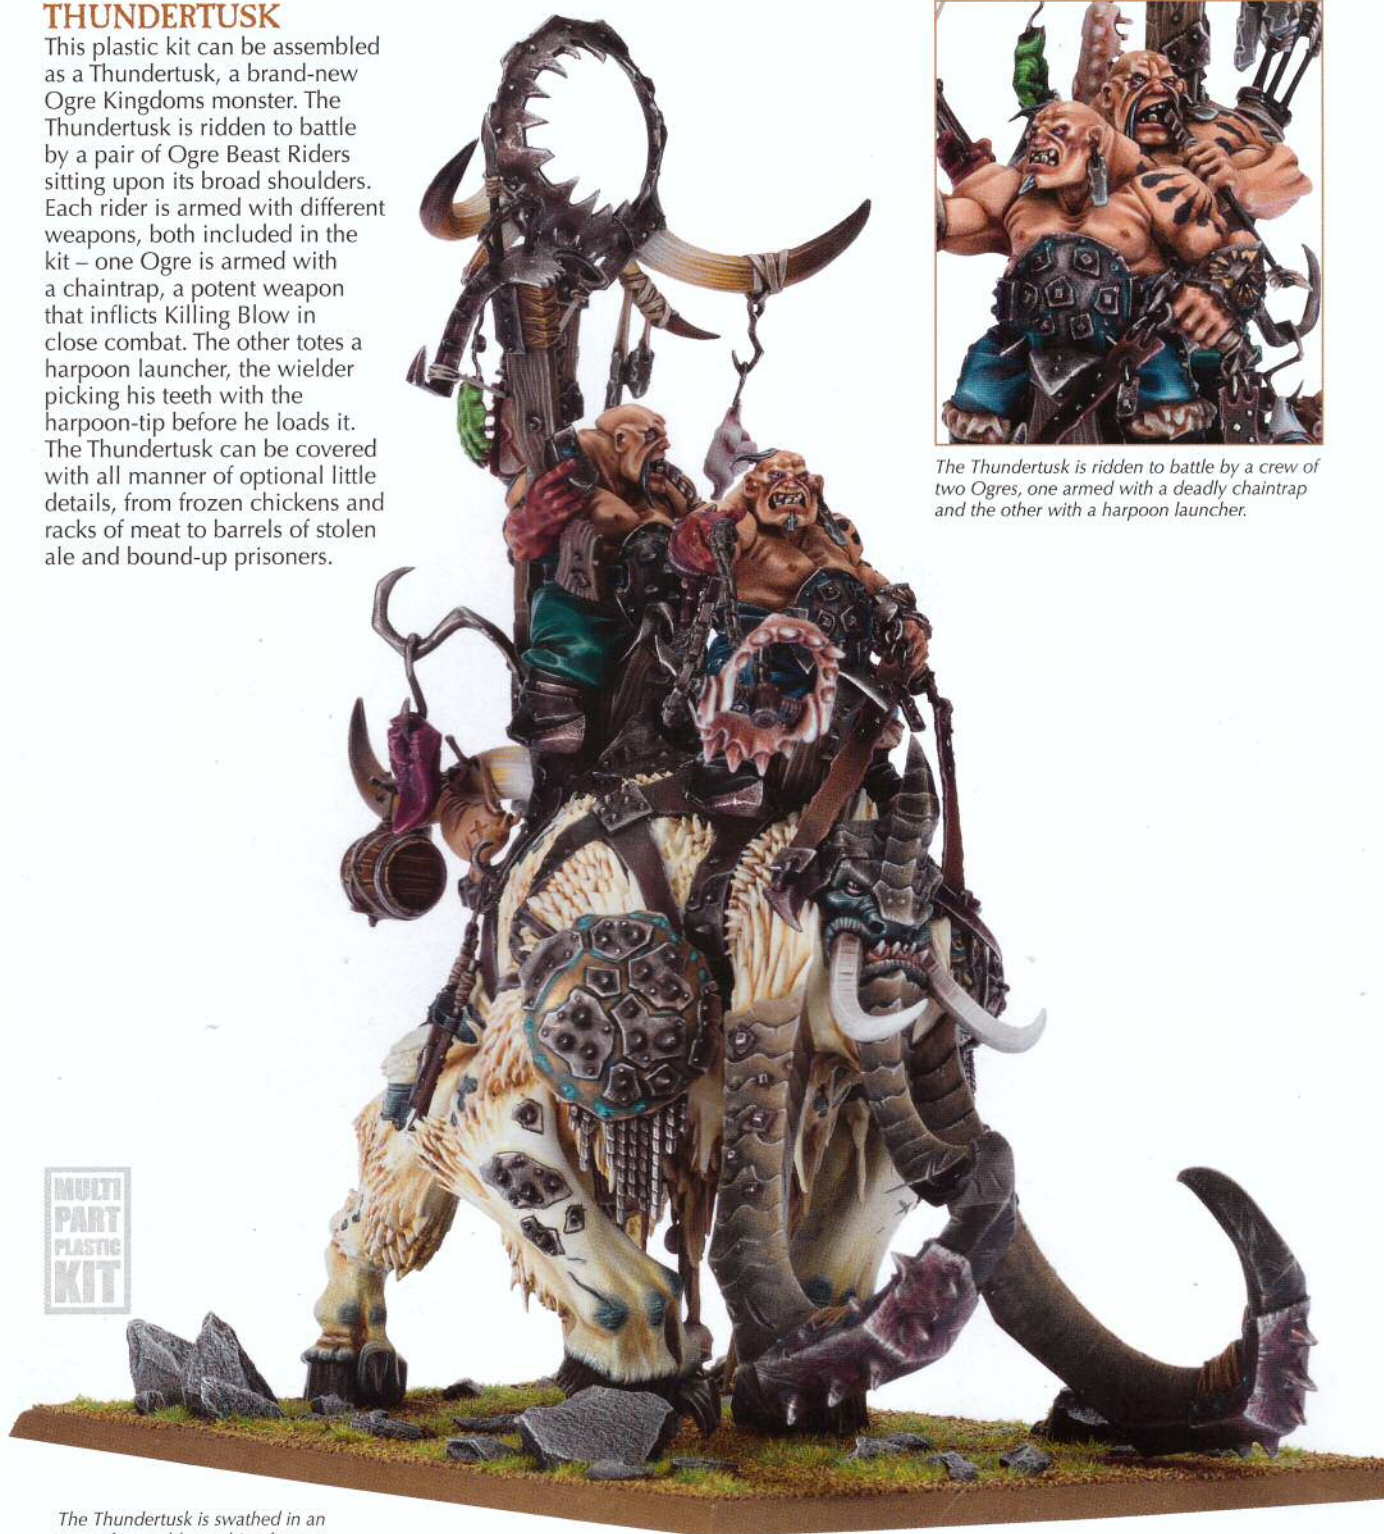 THUNDERTUSK
This plastic kit can be assembled
as a Thundertusk, a brand-new
Ogre Kingdoms monster. The
Thundertusk is ridden to battle
by a pair of Ogre Beast Riders
sitting upon its broad shoulders.
Each rider is armed with different
weapons, both included in the
kit – one Ogre is armed with
a chaintrap, a potent weapon
that inflicts Killing Blow in
close combat. The other totes a
harpoon launcher, the wielder
picking his teeth with the
harpoon-tip before he loads it.
The Thundertusk can be covered
with all manner of optional little
details, from frozen chickens and
racks of meat to barrels of stolen
ale and bound-up prisoners.
The Thundertusk is ridden to battle by a crew of
two Ogres, one armed with a deadly chaintrap
and the other with a harpoon launcher.
MULTI
PART
PLASTIC
KIT
The Thundertusk is swathed in an